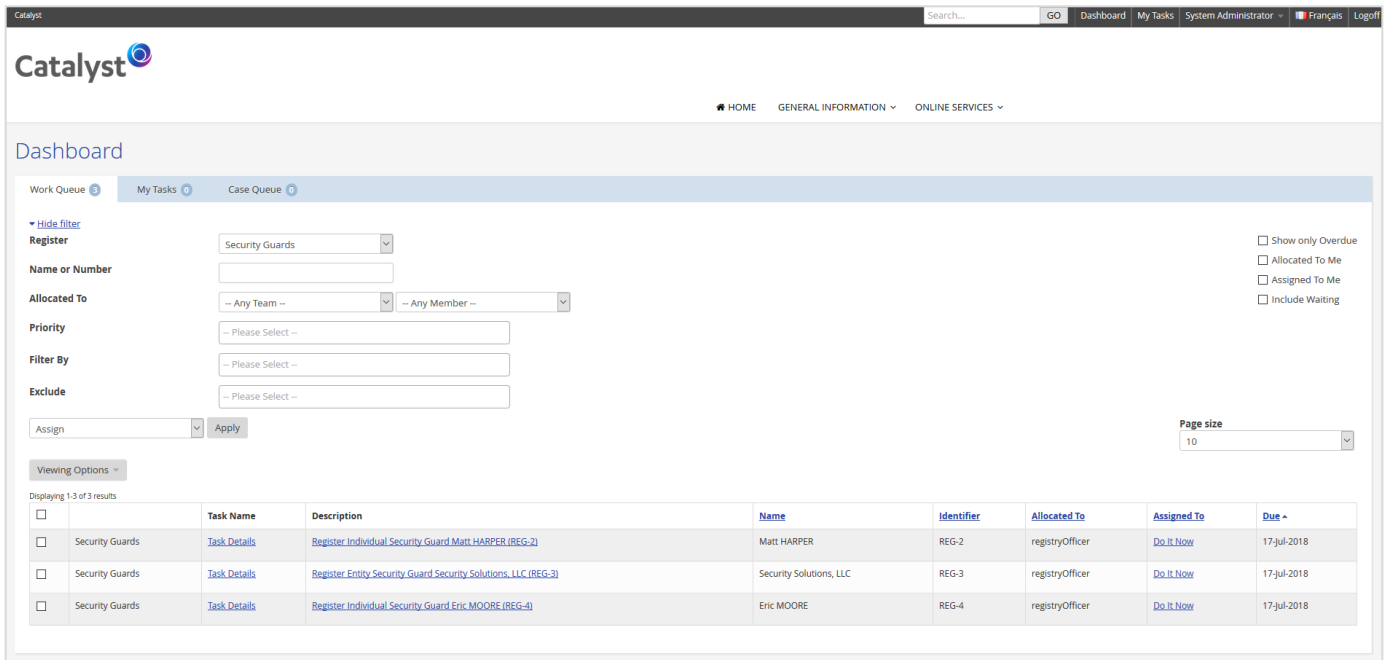 Catalyst Search... GO Dashboard My Tasks System Administrator Français Logoff
Catalyst
HOME GENERAL INFORMATION ONLINE SERVICES
Dashboard
Work Queue 3 My Tasks 0 Case Queue 0
Hide filter
Register Security Guards Show only Overdue
Allocated To Me
Name or Number Assigned To Me
Allocated To -- Any Team -- -- Any Member -- Include Waiting
Priority -- Please Select --
Filter By -- Please Select --
Exclude -- Please Select --
Assign Apply Page size
10
Viewing Options
Displaying 1-3 of 3 results
Task Name Description Name Identifier Allocated To Assigned To Due
Security Guards Task Details Register Individual Security Guard Matt HARPER (REG-2) Matt HARPER REG-2 registryOfficer Do It Now 17-Jul-2018
Security Guards Task Details Register Entity Security Guard Security Solutions, LLC (REG-3) Security Solutions, LLC REG-3 registryOfficer Do It Now 17-Jul-2018
Security Guards Task Details Register Individual Security Guard Eric MOORE (REG-4) Eric MOORE REG-4 registryOfficer Do It Now 17-Jul-2018